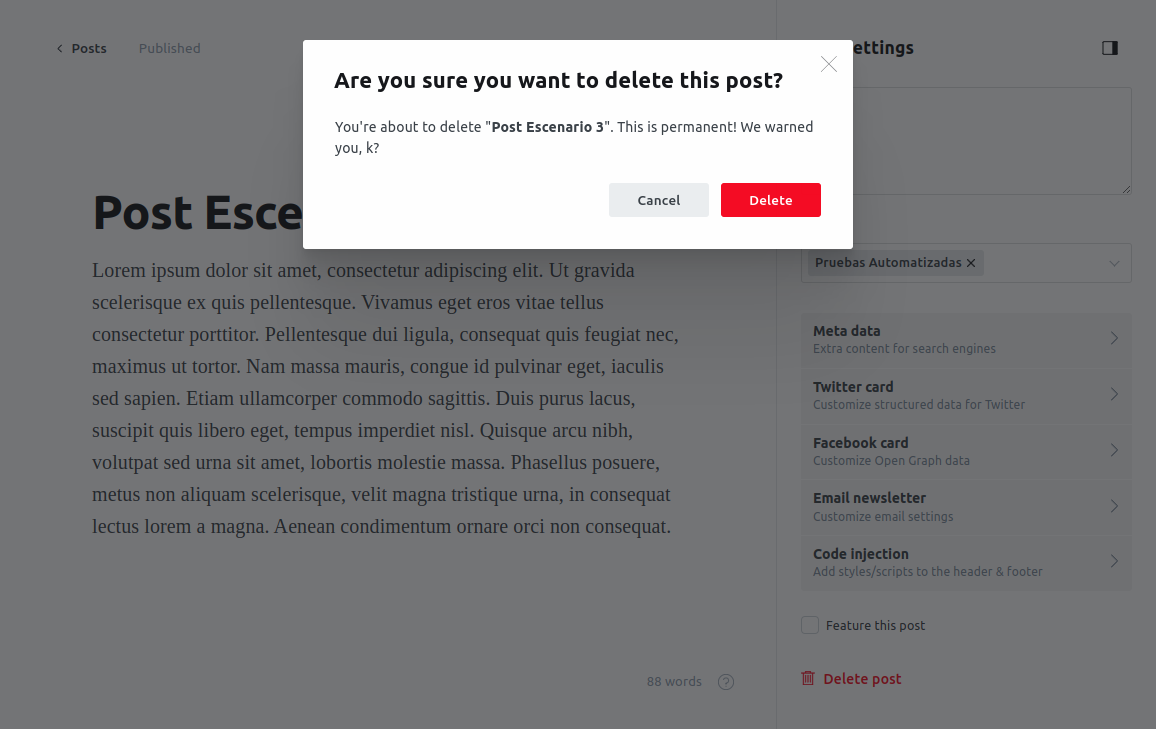 Posts
Published
ettings
Are you sure you want to delete this post?
You're about to delete "Post Escenario 3". This is permanent! We warned
you, k?
Cancel
Delete
Post Esce
Lorem ipsum dolor sit amet, consectetur adipiscing elit. Ut gravida
scelerisque ex quis pellentesque. Vivamus eget eros vitae tellus
consectetur porttitor. Pellentesque dui ligula, consequat quis feugiat nec,
maximus ut tortor. Nam massa mauris, congue id pulvinar eget, iaculis
sed sapien. Etiam ullamcorper commodo sagittis. Duis purus lacus,
suscipit quis libero eget, tempus imperdiet nisl. Quisque arcu nibh,
volutpat sed urna sit amet, lobortis molestie massa. Phasellus posuere,
metus non aliquam scelerisque, velit magna tristique urna, in consequat
lectus lorem a magna. Aenean condimentum ornare orci non consequat.
88 words
?
Pruebas Automatizadas
Meta data
Extra content for search engines
Twitter card
Customize structured data for Twitter
Facebook card
Customize Open Graph data
Email newsletter
Customize email settings
Code injection
Add styles/scripts to the header & footer
Feature this post
Delete post